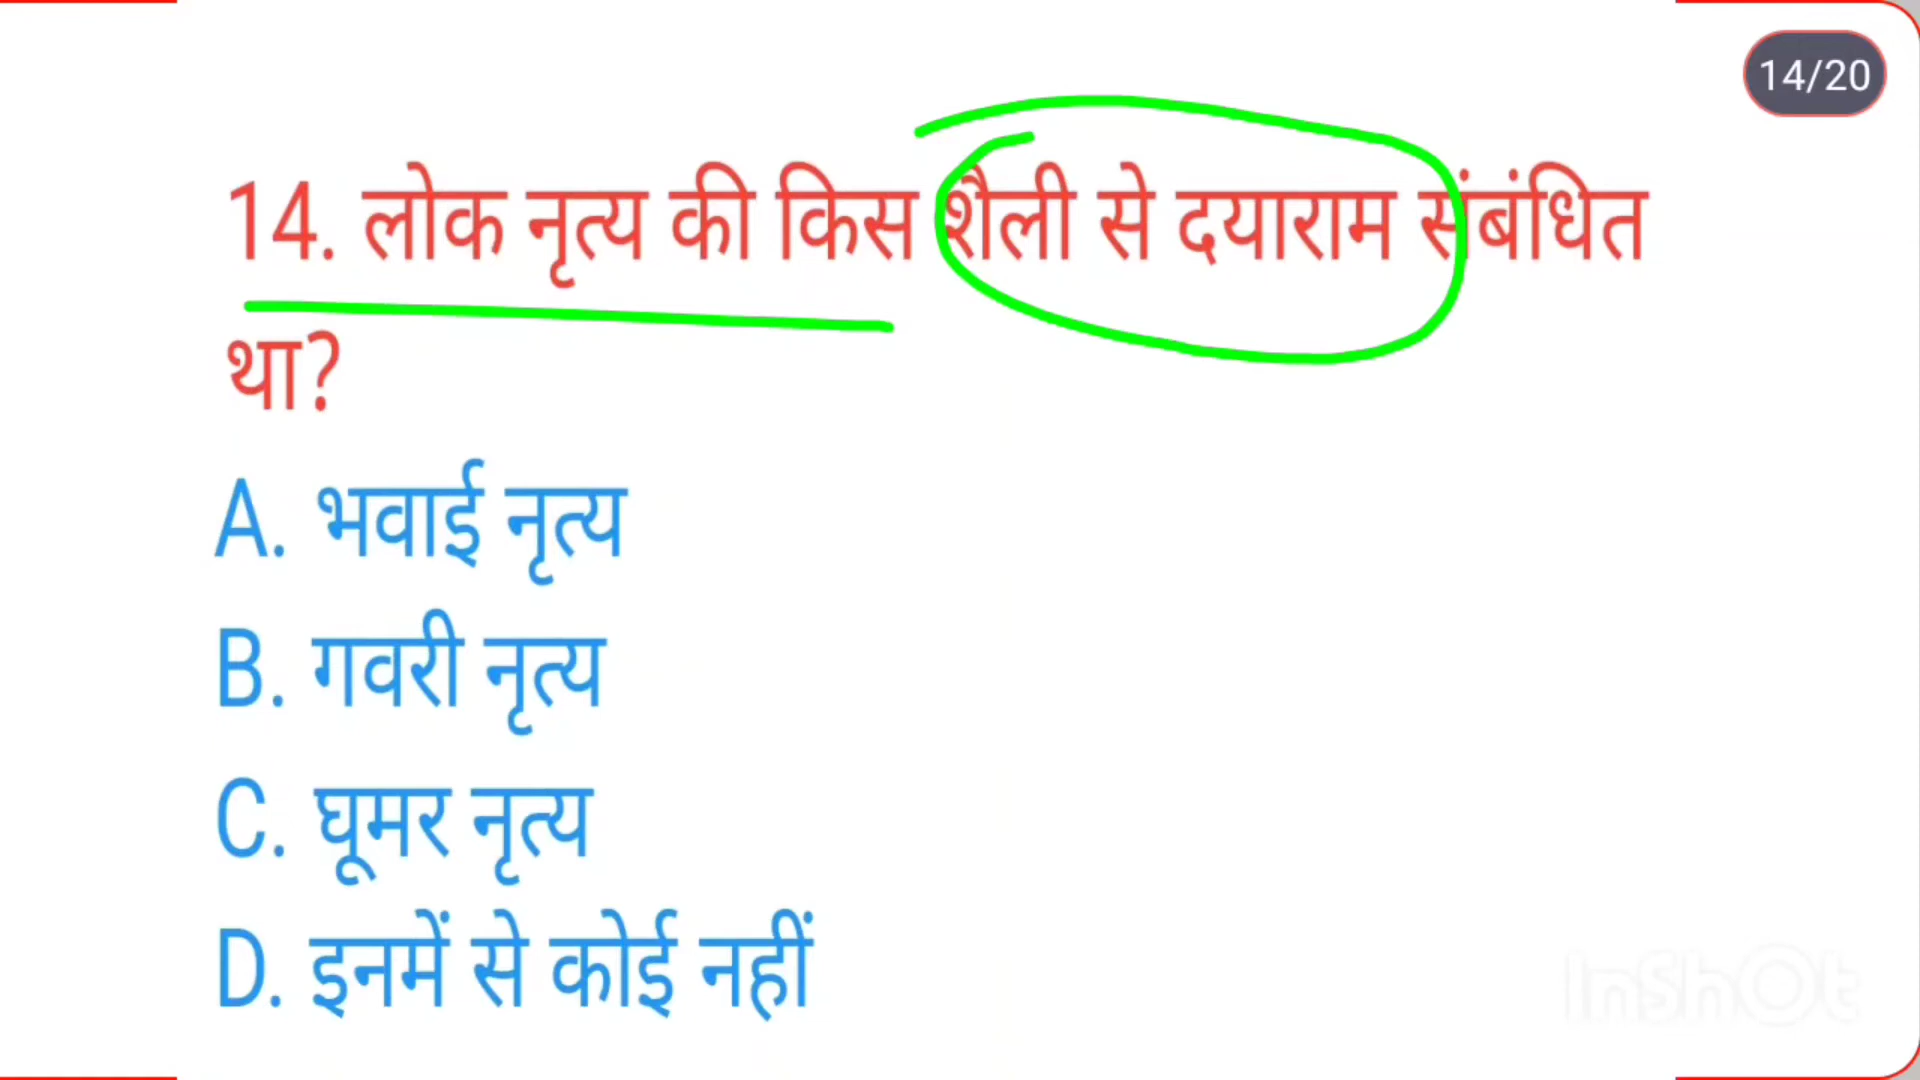 14/20
14. लोक नृत्य की किस शैली से दयाराम संबंधित
था?
A. भवाई नृत्य
B. गवरी नृत्य
C. घूमर नृत्य
D. इनमें से कोई नहीं
InShOt